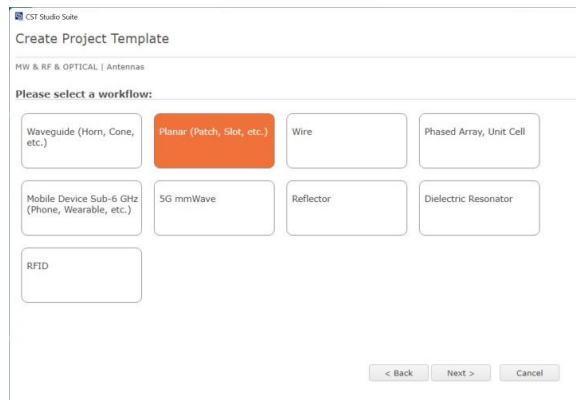 CST Studio Suite
Create Project Template
MW & RF & OPTICAL | Antennas
Please select a workflow:
Waveguide (Horn, Cone,
etc.)
Planar (Patch, Slot, etc.)
Wire
Phased Array, Unit Cell
Mobile Device Sub-6 GHz
(Phone, Wearable, etc.)
5G mmWave
Reflector
Dielectric Resonator
RFID
< Back
Next >
Cancel